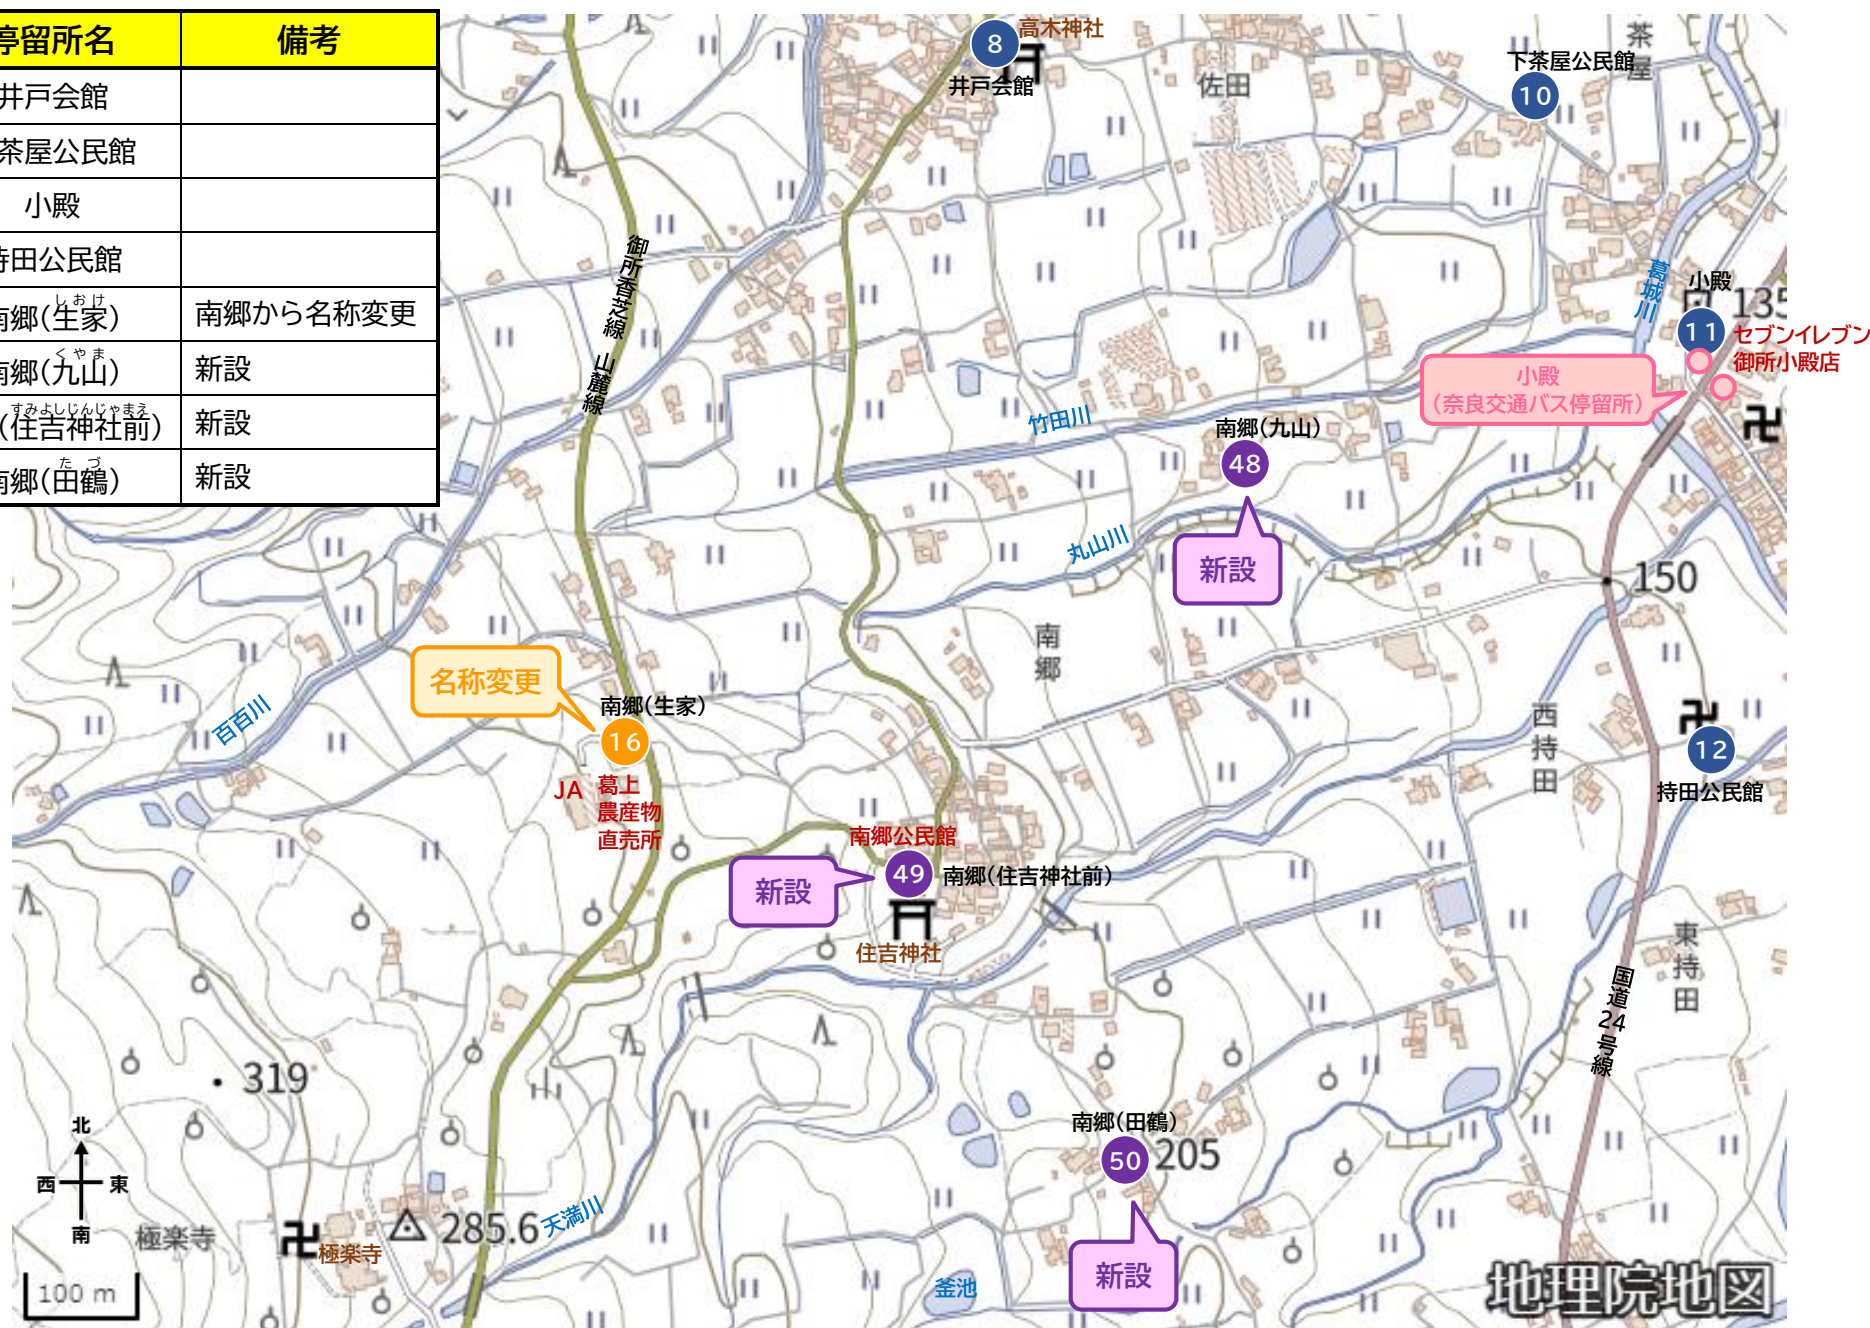 停留所名 備考
井戸会館
茶屋公民館
小殿
持田公民館
しおけ
南郷(生家) 南郷から名称変更
くやま
南郷(九山) 新設
すみよしじんじゃまえ
(住吉神社前) 新設
たづ
南郷(田鶴) 新設
8
高木神社
井戸会館
佐田
茶屋
下茶屋公民館
10
御所香芝線 山麓線
葛城川
小殿
135
11
セブンイレブン
御所小殿店
小殿
(奈良交通バス停留所)
竹田川
南郷(九山)
48
新設
丸山川
150
南郷
名称変更
南郷(生家)
16
JA 葛上
農産物
直売所
百百川
西持田
12
持田公民館
南郷公民館
49
南郷(住吉神社前)
新設
住吉神社
東持田
国道24号線
319
南郷(田鶴)
50
205
新設
北
西 東
南
極楽寺
極楽寺
285.6
天満川
釜池
100 m
地理院地図